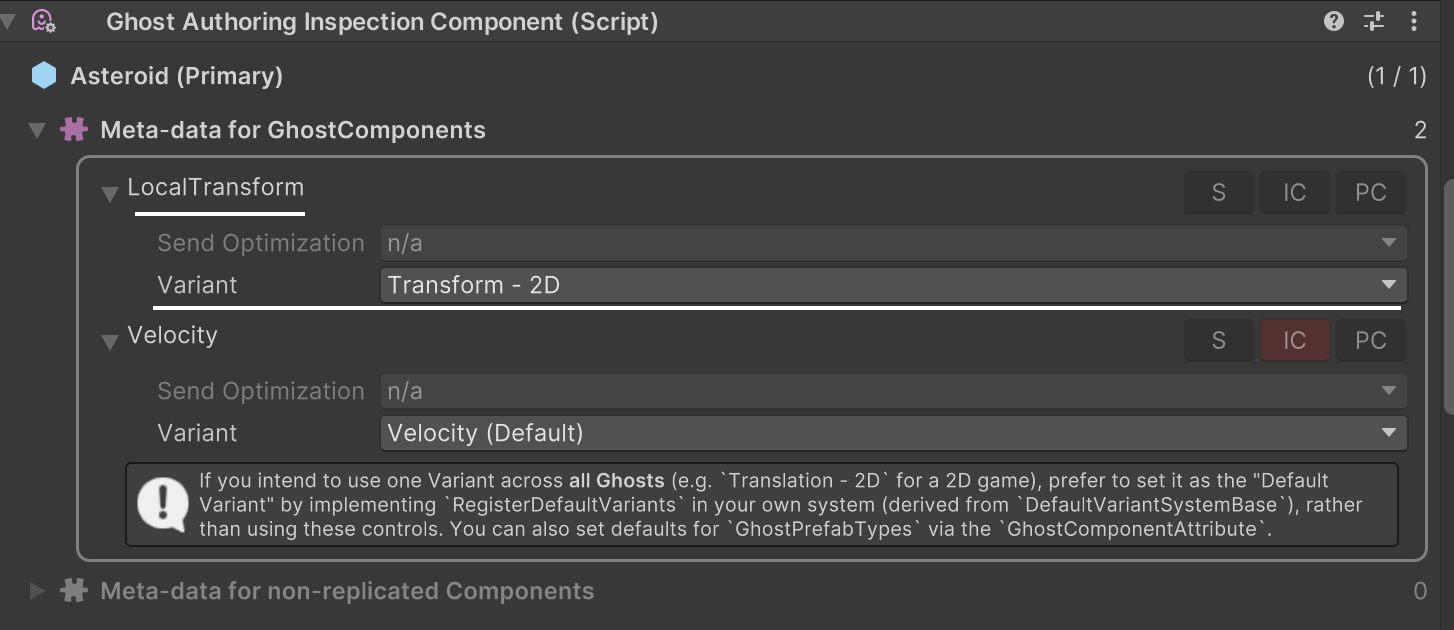 Ghost Authoring Inspection Component (Script)
Asteroid (Primary) (1 / 1)
Meta-data for GhostComponents 2
LocalTransform S IC PC
Send Optimization n/a
Variant Transform - 2D
Velocity S IC PC
Send Optimization n/a
Variant Velocity (Default)
If you intend to use one Variant across all Ghosts (e.g. `Translation - 2D` for a 2D game), prefer to set it as the "Default
Variant" by implementing `RegisterDefaultVariants` in your own system (derived from `DefaultVariantSystemBase`), rather
than using these controls. You can also set defaults for `GhostPrefabTypes` via the `GhostComponentAttribute`.
Meta-data for non-replicated Components 0